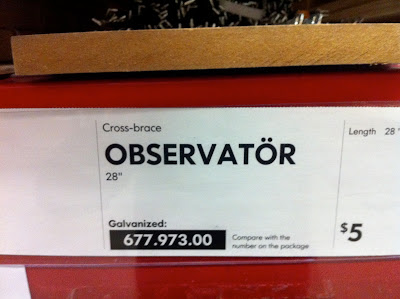 Cross-brace
OBSERVATÖR
28"
Length 28 "
Galvanized:
677.973.00
Compare with the
number on the package
$5